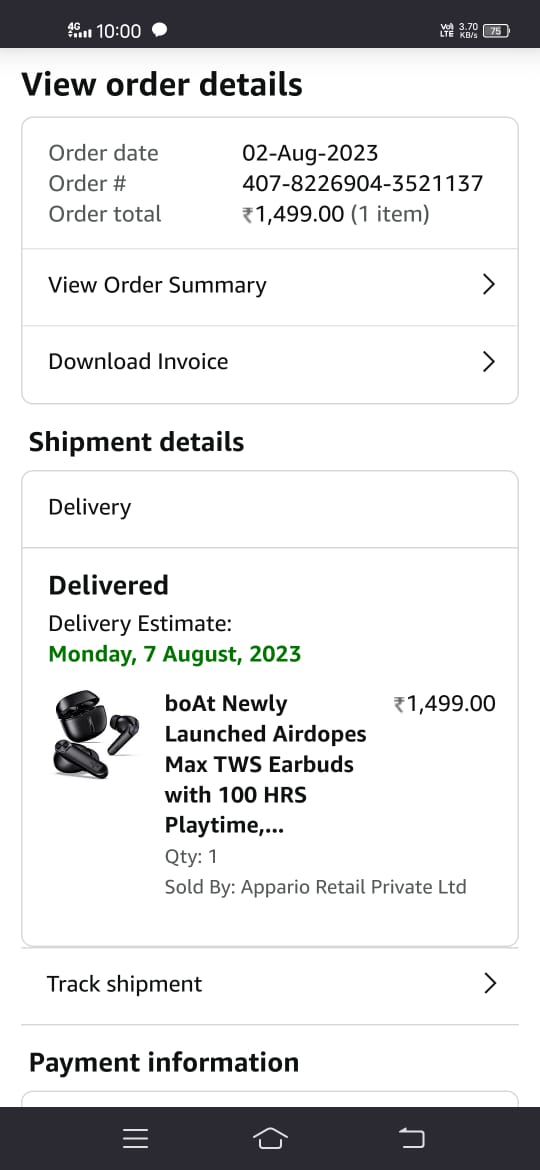 4G 10:00 Vo) LTE 3.70 KB/s 75
View order details
Order date 02-Aug-2023
Order # 407-8226904-3521137
Order total ₹1,499.00 (1 item)
View Order Summary
Download Invoice
Shipment details
Delivery
Delivered
Delivery Estimate:
Monday, 7 August, 2023
boAt Newly ₹1,499.00
Launched Airdopes
Max TWS Earbuds
with 100 HRS
Playtime,...
Qty: 1
Sold By: Appario Retail Private Ltd
Track shipment
Payment information